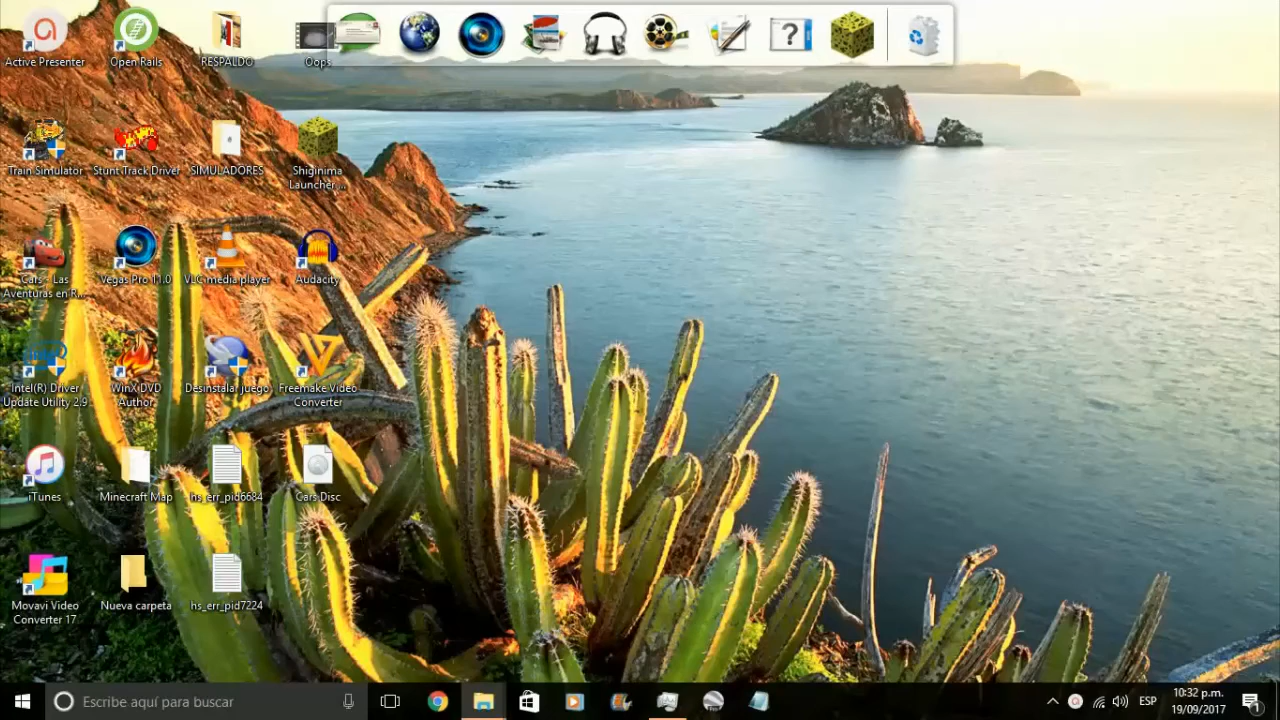 Active Presenter
Open Rails
RESPALDO
Oops
Train Simulator
Stunt Track Driver
SIMULADORES
Shiginima
Launcher ...
Cars - Las
Aventuras en R...
Vegas Pro 11.0
VLC media player
Audacity
Intel(R) Driver
Update Utility 2.9
WinX DVD
Author
Desinstalar juego
Freemake Video
Converter
iTunes
Minecraft Map
hs_err_pid6684
Cars Disc
Movavi Video
Converter 17
Nueva carpeta
hs_err_pid7224
Escribe aquí para buscar
ESP
10:32 p.m.
19/09/2017
1